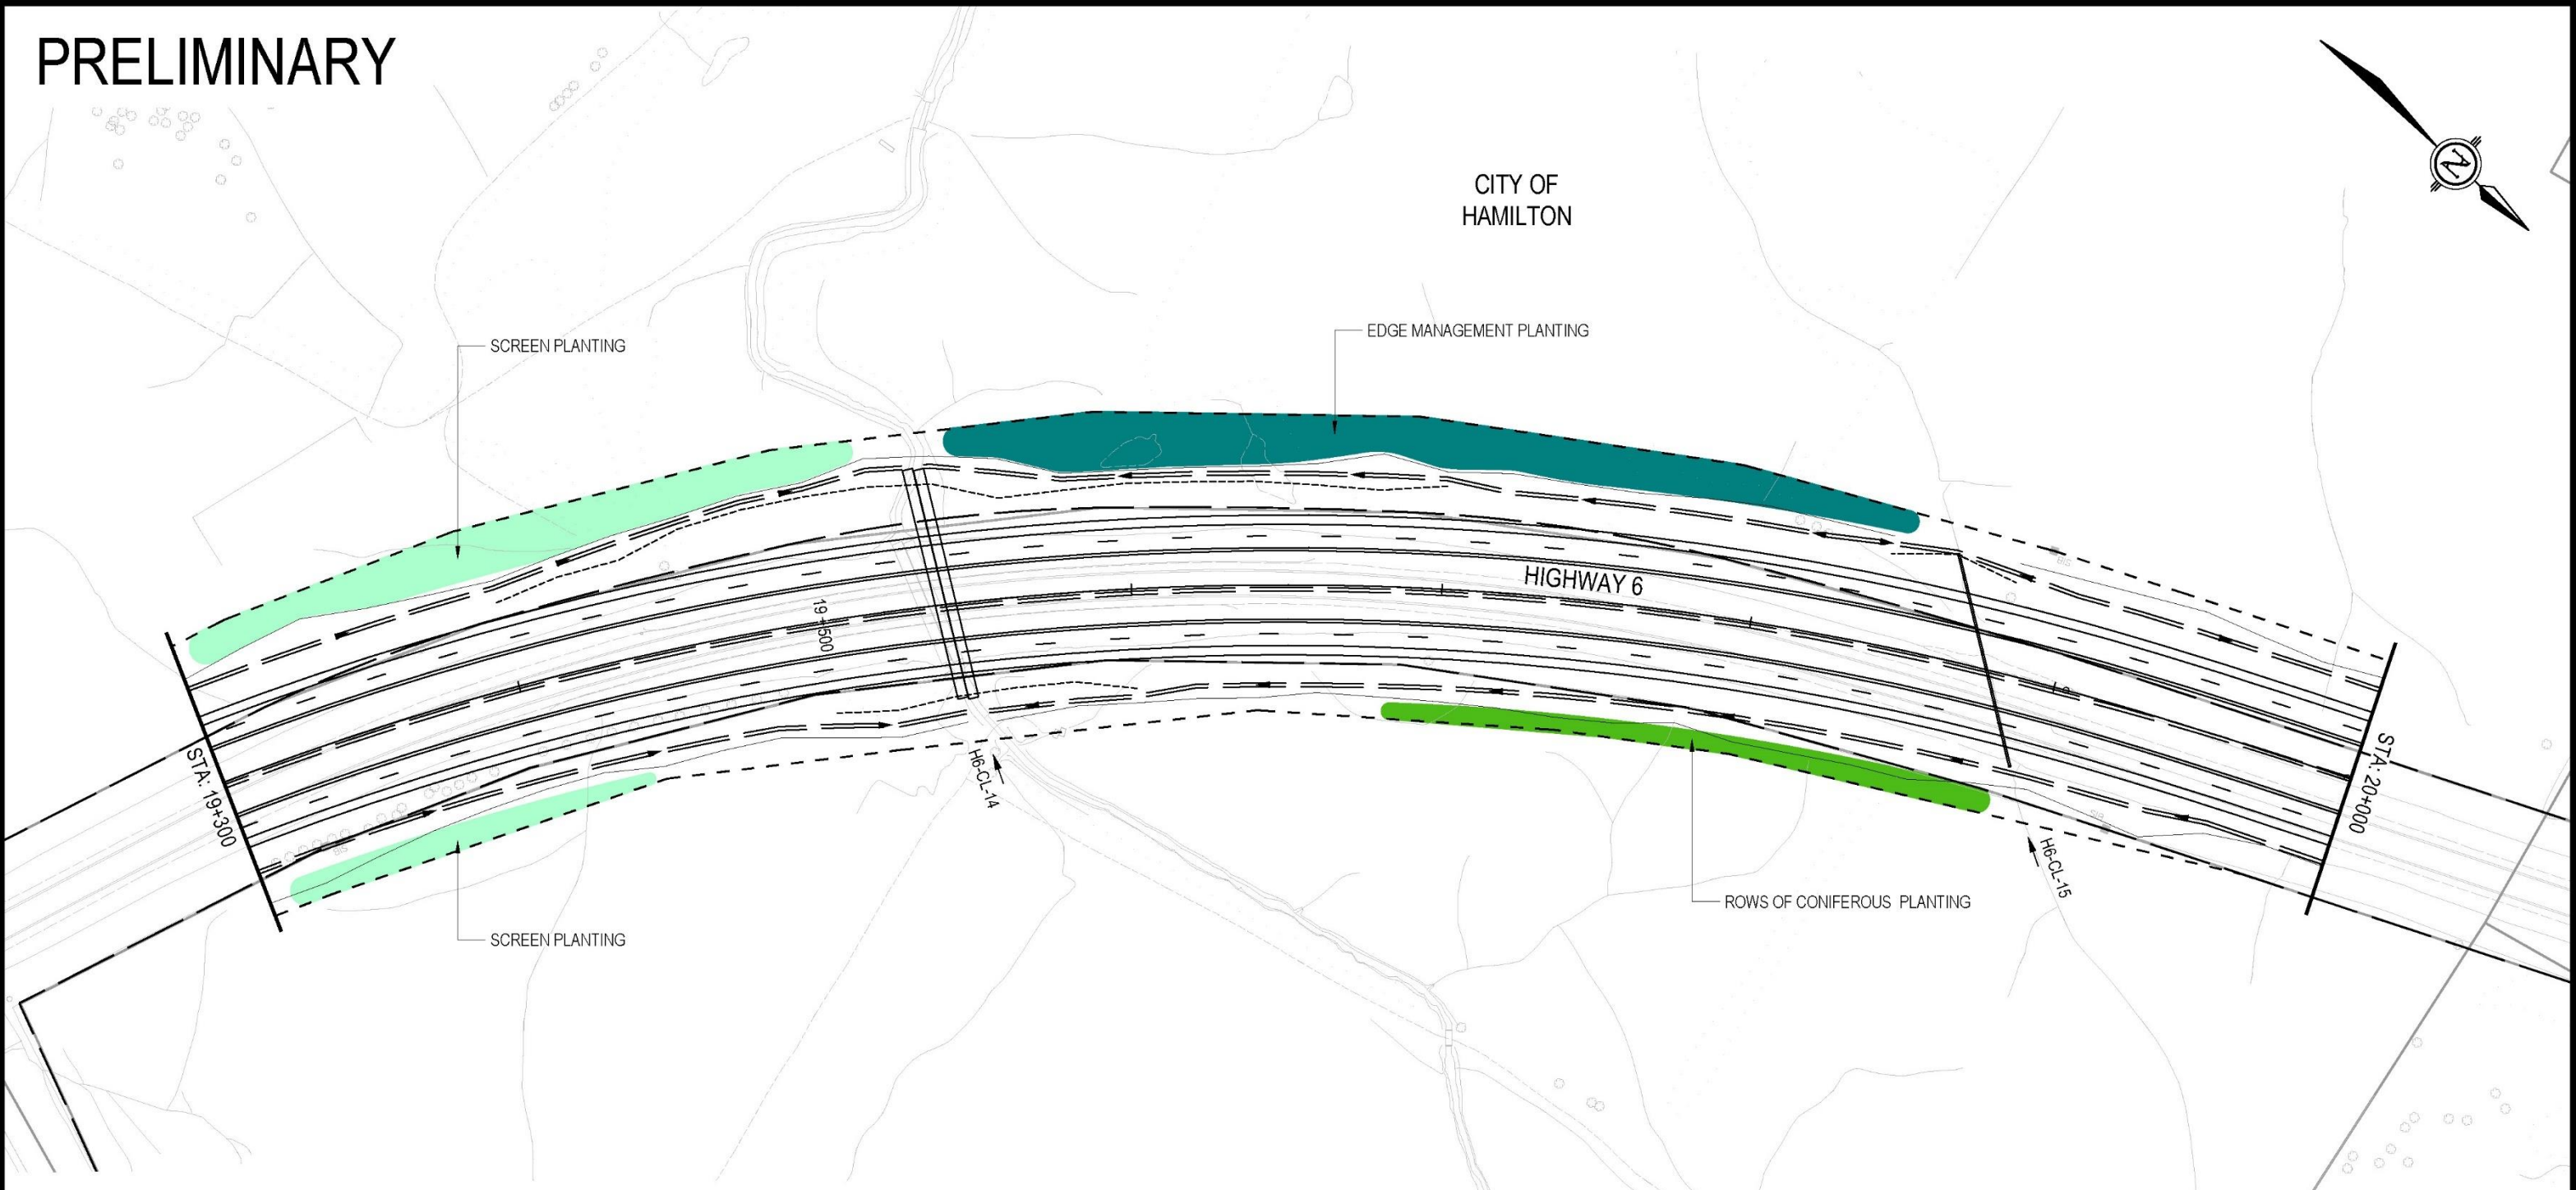 PRELIMINARY
CITY OF
HAMILTON
N
SCREEN PLANTING
EDGE MANAGEMENT PLANTING
HIGHWAY 6
19+500
STA: 19+300
H6-CL-14
STA: 20+000
H6-CL-15
ROWS OF CONIFEROUS PLANTING
SCREEN PLANTING